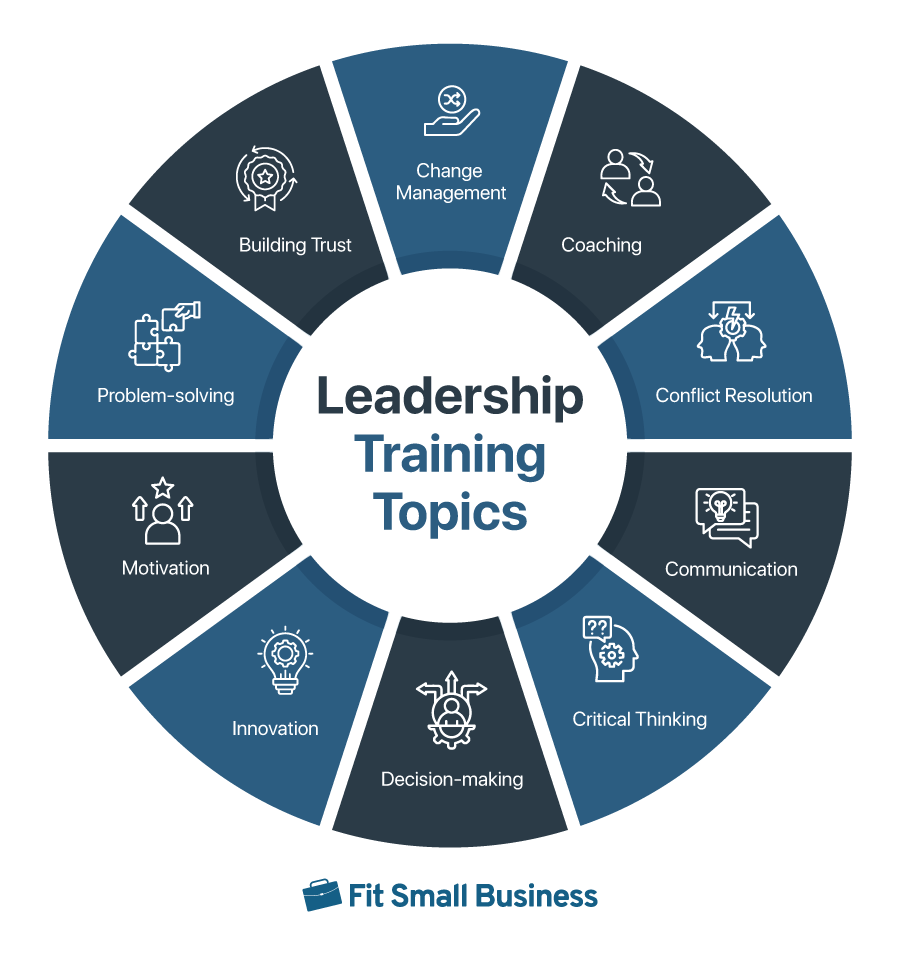 Leadership
Training
Topics
Change
Management
Coaching
Conflict Resolution
Communication
Critical Thinking
Decision-making
Innovation
Motivation
Problem-solving
Building Trust
??
Fit Small Business